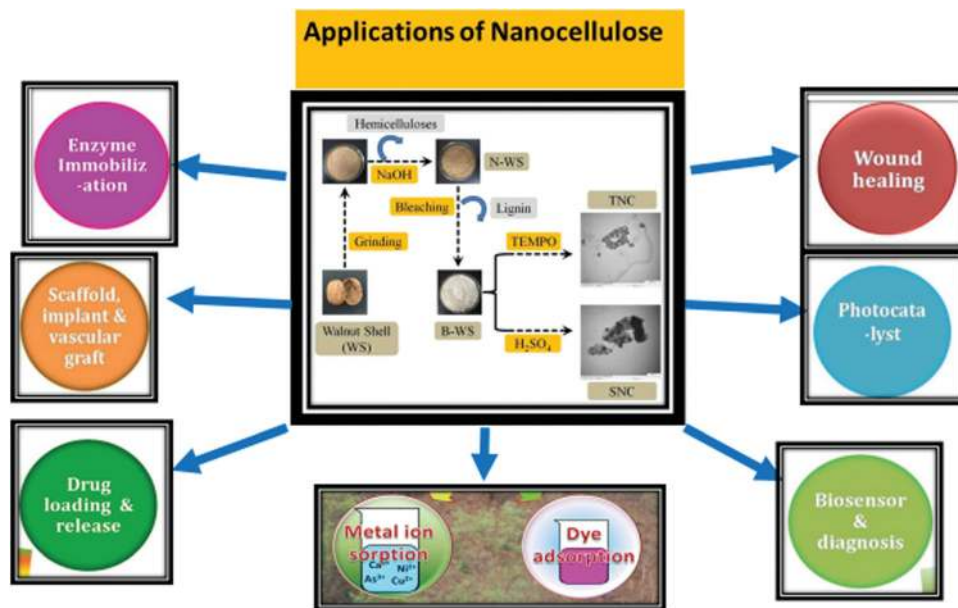 Applications of Nanocellulose
Enzyme
Immobiliz
-ation
Scaffold,
implant &
vascular
graft
Drug
loading &
release
Hemicelluloses
NaOH
N-WS
Bleaching
Lignin
Grinding
TEMPO
TNC
Walnut Shell
(WS)
B-WS
H₂SO₄
SNC
Wound
healing
Photocata
-lyst
Biosensor
&
diagnosis
Metal ion
sorption
Ni²⁺
As³⁺ Cu²⁺
Dye
adsorption